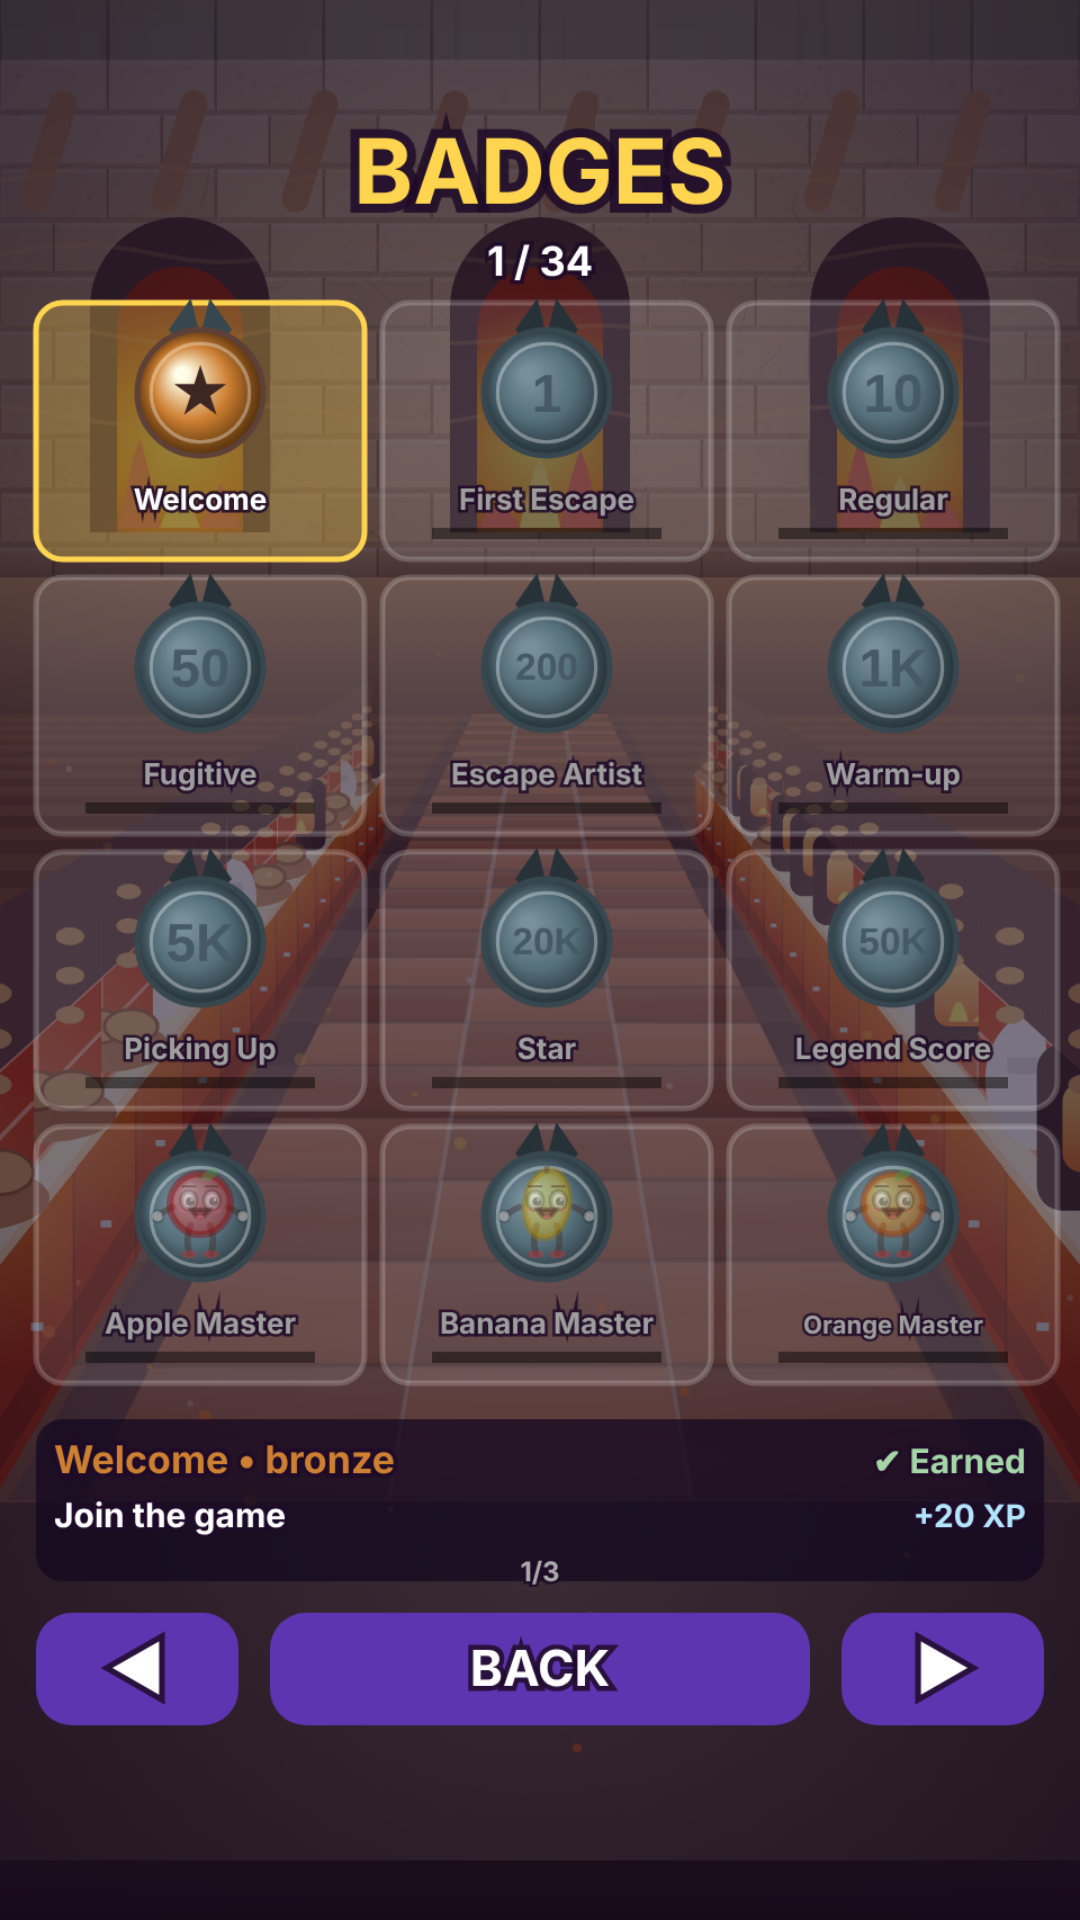 BADGES
1 / 34
Welcome
1
First Escape
10
Regular
50
Fugitive
200
Escape Artist
1K
Warm-up
5K
Picking Up
20K
Star
50K
Legend Score
Apple Master
Banana Master
Orange Master
Welcome • bronze
✔ Earned
Join the game
+20 XP
1/3
BACK